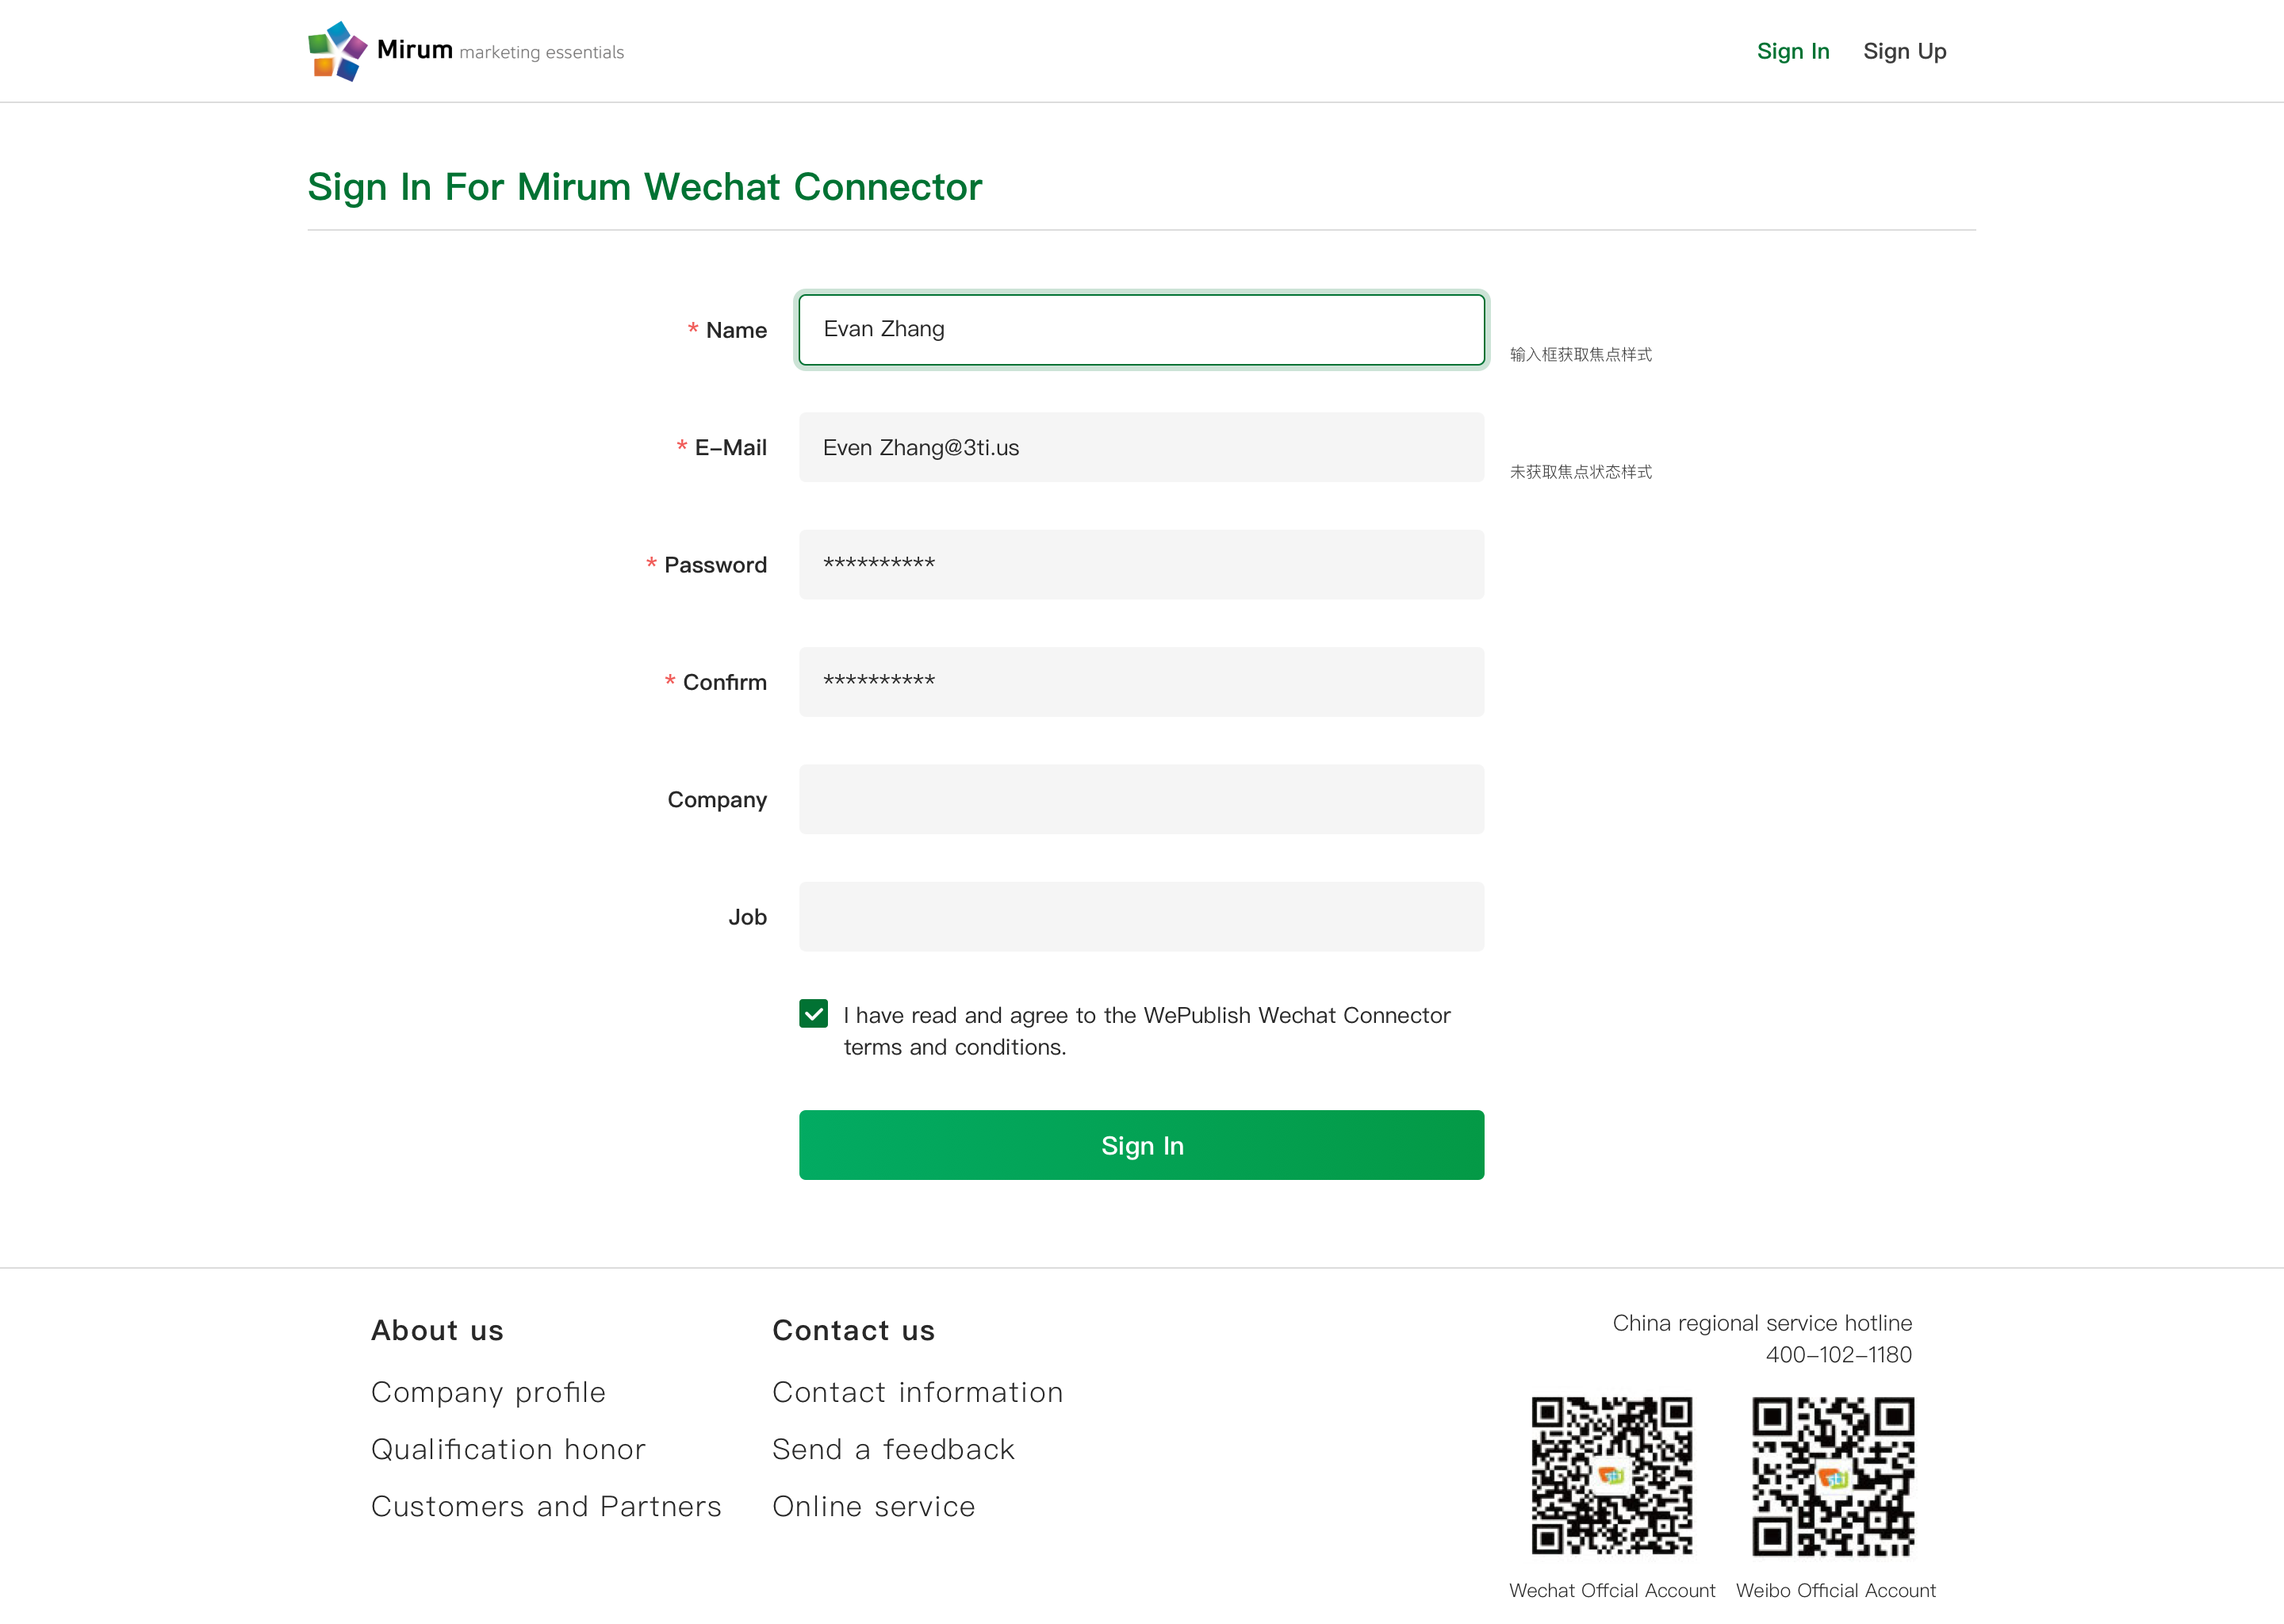 Mirum marketing essentials
Sign In
Sign Up
Sign In For Mirum Wechat Connector
* Name
Evan Zhang
输入框获取焦点样式
* E-Mail
Even Zhang@3ti.us
未获取焦点状态样式
* Password
**********
* Confirm
**********
Company
Job
I have read and agree to the WePublish Wechat Connector
terms and conditions.
Sign In
About us
Company profile
Qualification honor
Customers and Partners
Contact us
Contact information
Send a feedback
Online service
China regional service hotline
400-102-1180
Wechat Offcial Account
Weibo Official Account